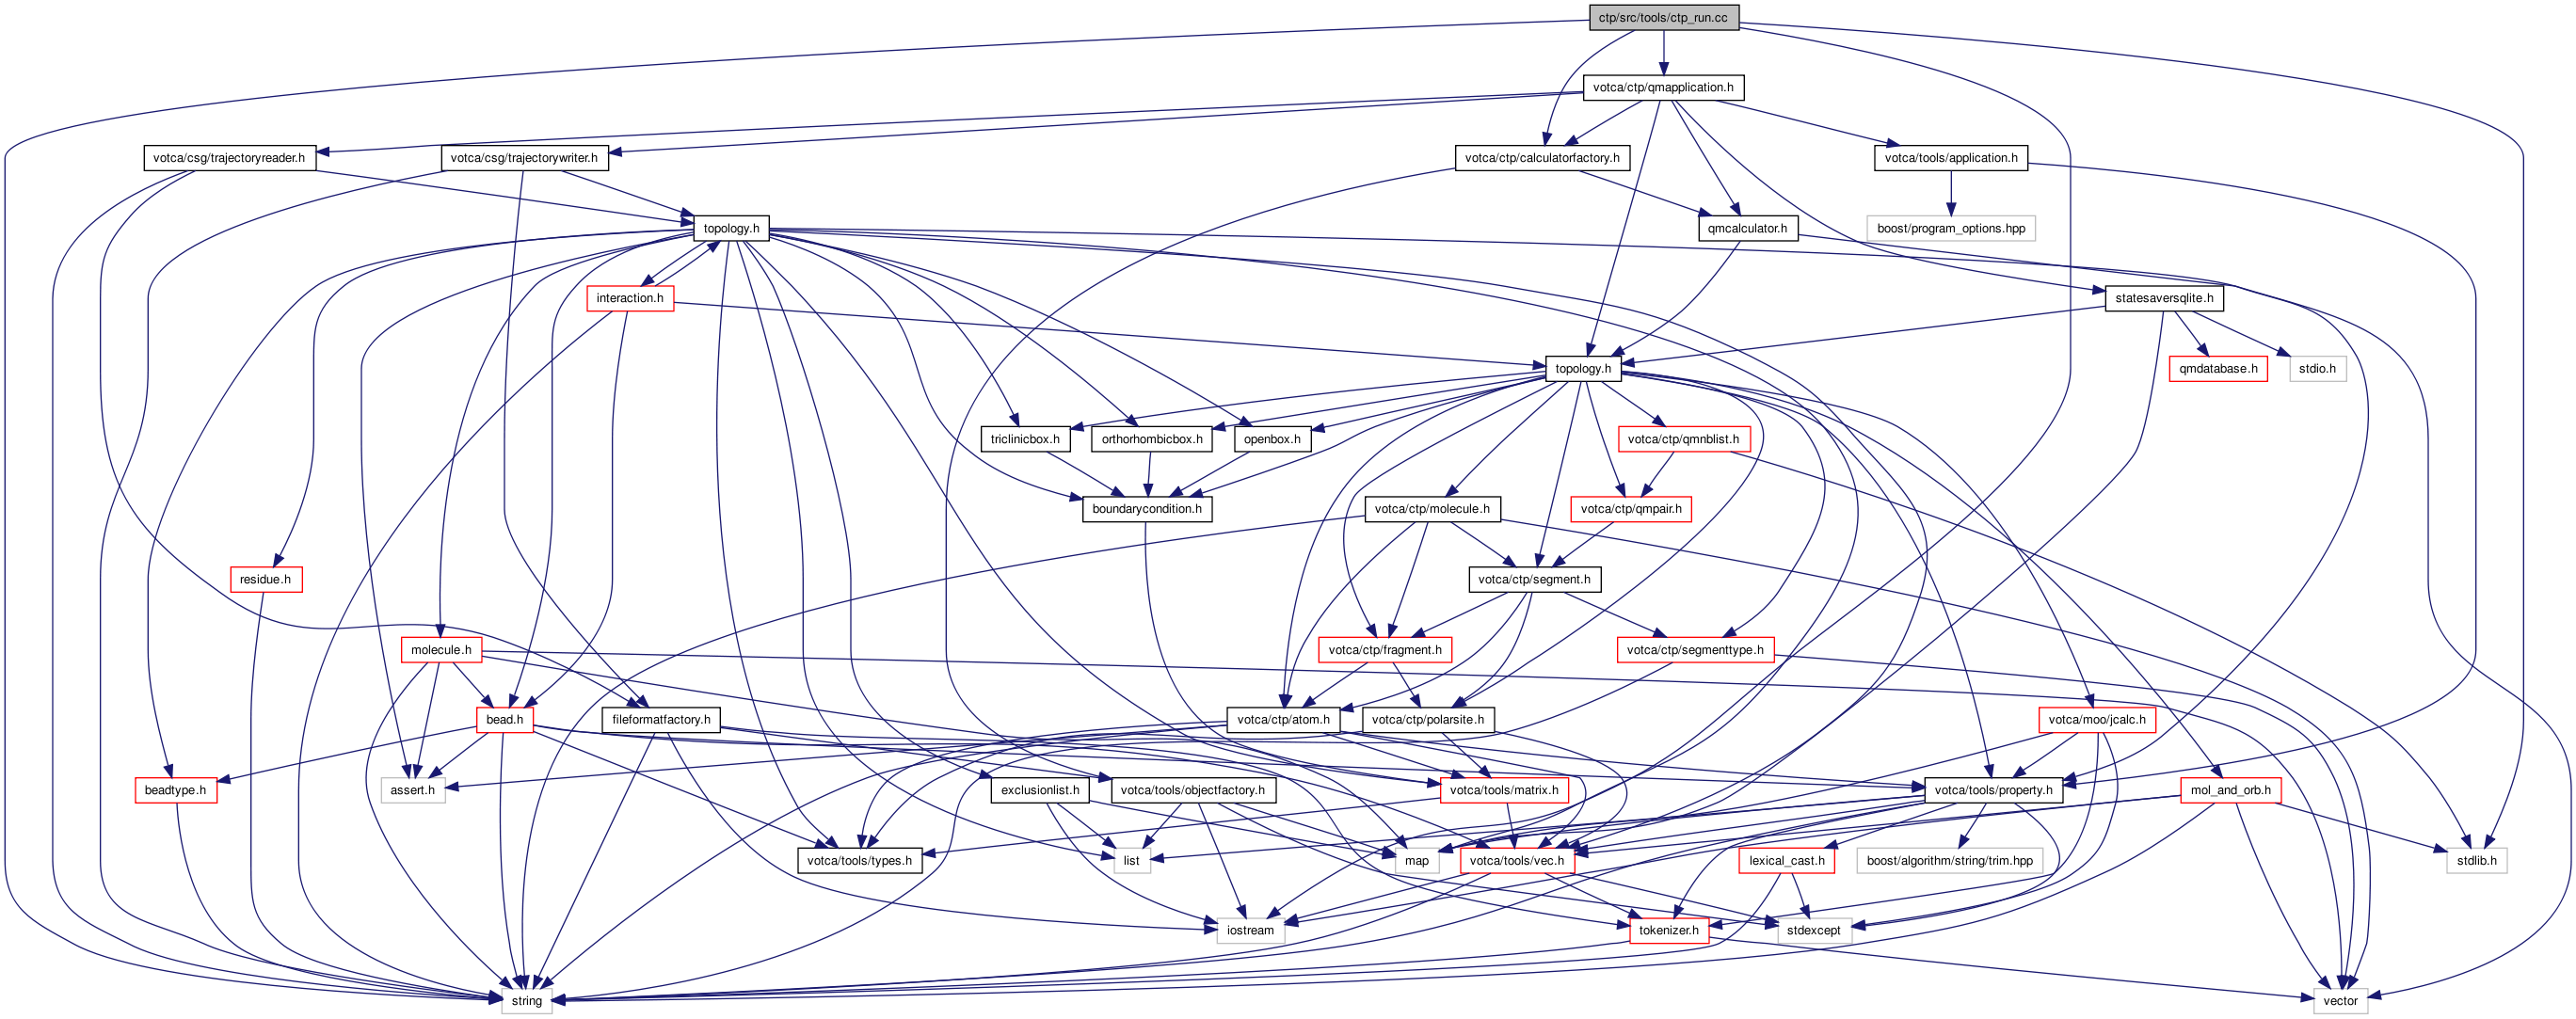 ctp/src/tools/ctp_run.cc
votca/ctp/qmapplication.h
votca/csg/trajectoryreader.h
votca/csg/trajectorywriter.h
votca/ctp/calculatorfactory.h
votca/tools/application.h
topology.h
qmcalculator.h
boost/program_options.hpp
interaction.h
statesaversqlite.h
topology.h
qmdatabase.h
stdio.h
triclinicbox.h
orthorhombicbox.h
openbox.h
votca/ctp/qmnblist.h
boundarycondition.h
votca/ctp/molecule.h
votca/ctp/qmpair.h
residue.h
votca/ctp/segment.h
molecule.h
votca/ctp/fragment.h
votca/ctp/segmenttype.h
bead.h
fileformatfactory.h
votca/ctp/atom.h
votca/ctp/polarsite.h
votca/moo/jcalc.h
beadtype.h
assert.h
exclusionlist.h
votca/tools/objectfactory.h
votca/tools/matrix.h
votca/tools/property.h
mol_and_orb.h
votca/tools/types.h
list
map
votca/tools/vec.h
lexical_cast.h
boost/algorithm/string/trim.hpp
stdlib.h
iostream
tokenizer.h
stdexcept
string
vector